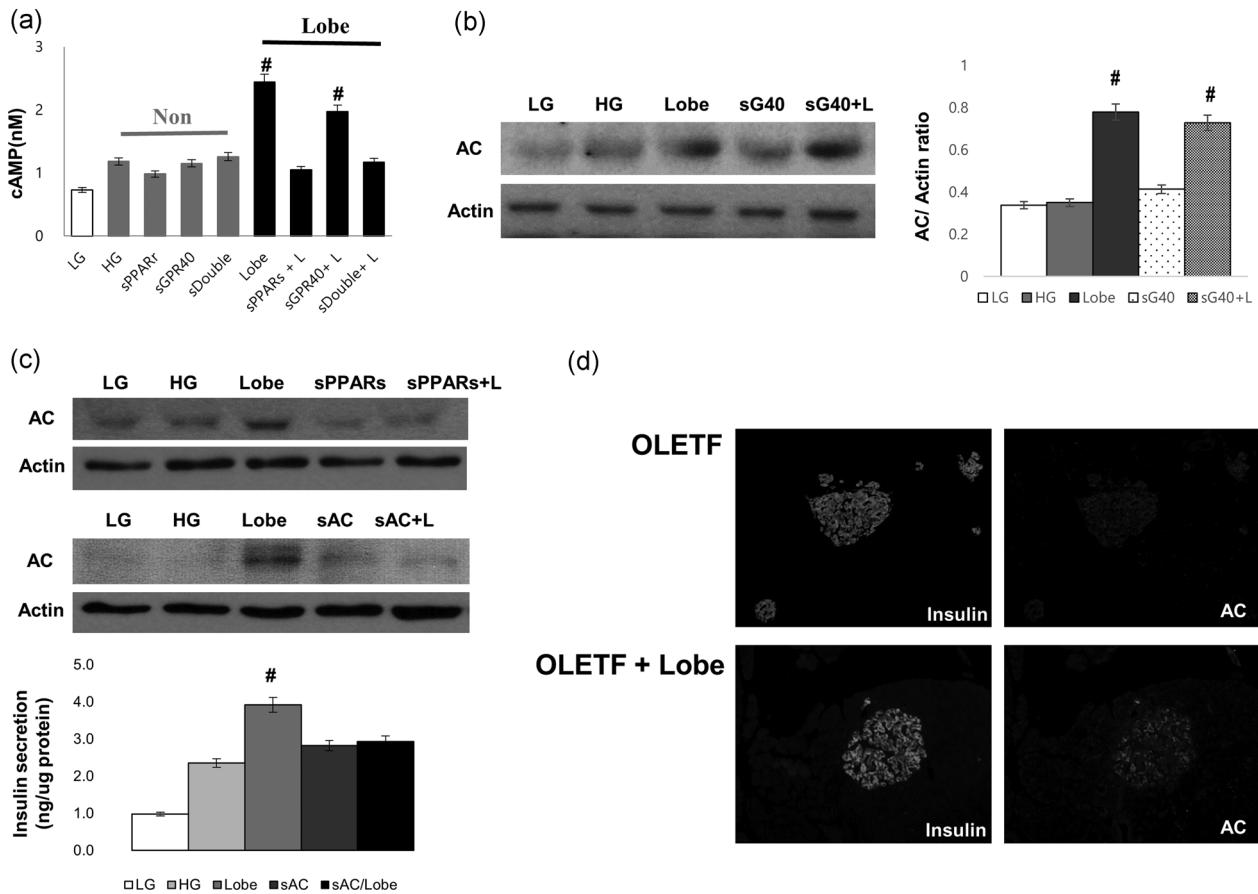 (a)
Lobe
Non
cAMP(nM)
3
2
1
0
LG
HG
sPPARr
sGPR40
sDouble
Lobe
sPPARs + L
sGPR40+ L
sDouble+ L
#
#
(b)
LG HG Lobe sG40 sG40+L
AC
Actin
AC/ Actin ratio
1
0.8
0.6
0.4
0.2
0
#
#
LG HG Lobe sG40 sG40+L
(c)
LG HG Lobe sPPARs sPPARs+L
AC
Actin
LG HG Lobe sAC sAC+L
AC
Actin
Insulin secretion
(ng/ug protein)
5.0
4.0
3.0
2.0
1.0
0.0
#
LG HG Lobe sAC sAC/Lobe
(d)
OLETF
Insulin
AC
OLETF + Lobe
Insulin
AC